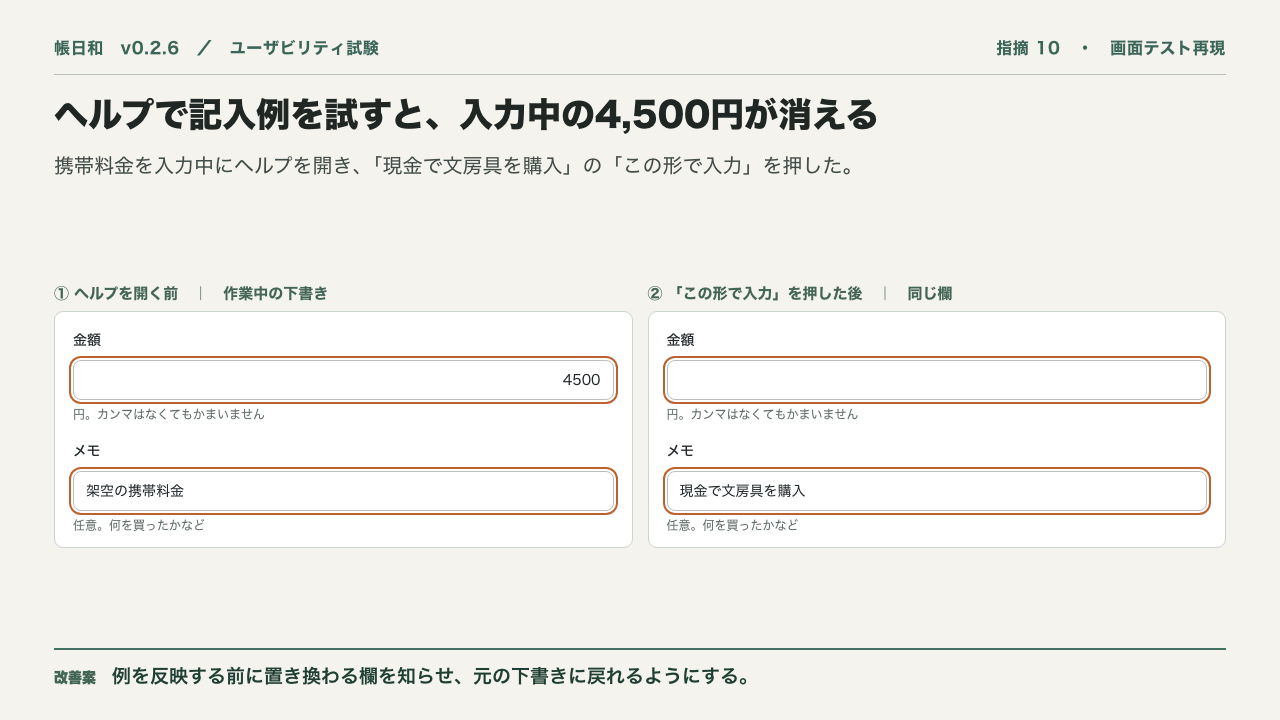 帳日和 v0.2.6 ／ ユーザビリティ試験
指摘 10 ・ 画面テスト再現
ヘルプで記入例を試すと、入力中の4,500円が消える
携帯料金を入力中にヘルプを開き、「現金で文房具を購入」の「この形で入力」を押した。
① ヘルプを開く前 ｜ 作業中の下書き
金額
4500
円。カンマはなくてもかまいません
メモ
架空の携帯料金
任意。何を買ったかなど
② 「この形で入力」を押した後 ｜ 同じ欄
金額
円。カンマはなくてもかまいません
メモ
現金で文房具を購入
任意。何を買ったかなど
改善案 例を反映する前に置き換わる欄を知らせ、元の下書きに戻れるようにする。